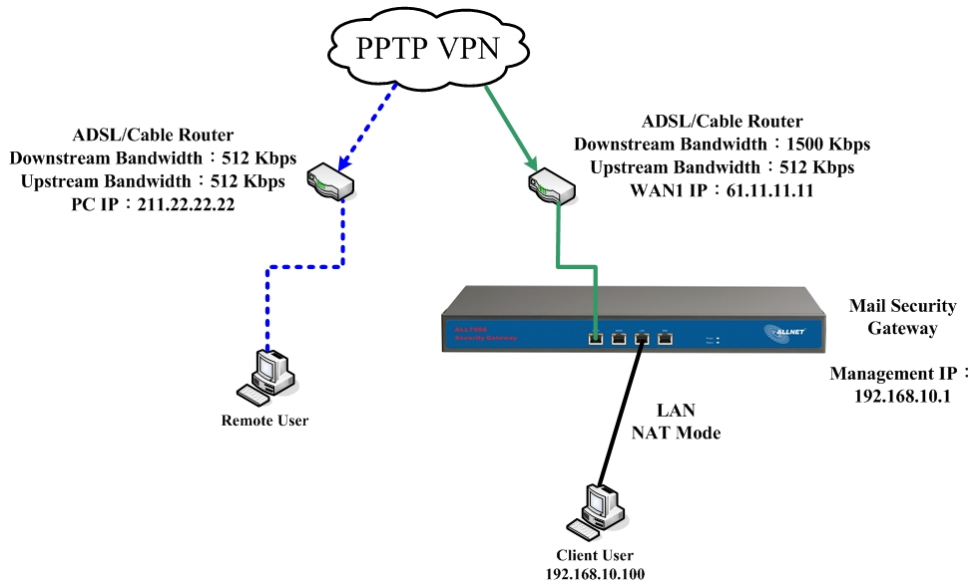 PPTP VPN
ADSL/Cable Router
Downstream Bandwidth：512 Kbps
Upstream Bandwidth：512 Kbps
PC IP：211.22.22.22
ADSL/Cable Router
Downstream Bandwidth：1500 Kbps
Upstream Bandwidth：512 Kbps
WAN1 IP：61.11.11.11
Mail Security
Gateway
Security Gateway
ALLNET
Management IP：
192.168.10.1
LAN
NAT Mode
Remote User
Client User
192.168.10.100